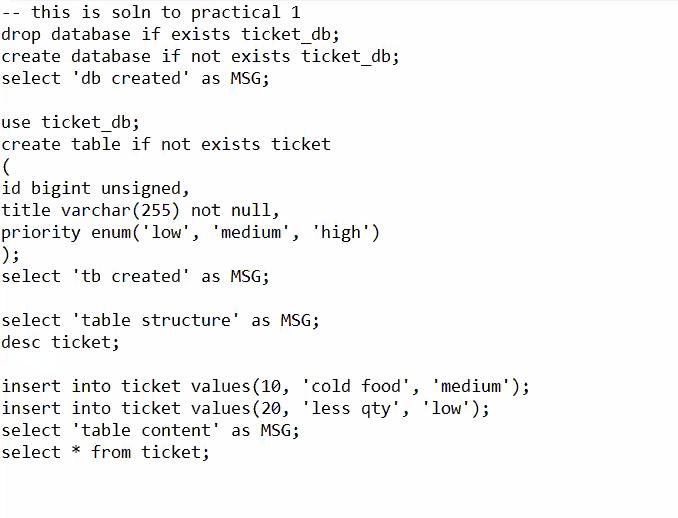 -- this is soln to practical 1
drop database if exists ticket_db;
create database if not exists ticket_db;
select 'db created' as MSG;

use ticket_db;
create table if not exists ticket
(
id bigint unsigned,
title varchar(255) not null,
priority enum('low', 'medium', 'high')
);
select 'tb created' as MSG;

select 'table structure' as MSG;
desc ticket;

insert into ticket values(10, 'cold food', 'medium');
insert into ticket values(20, 'less qty', 'low');
select 'table content' as MSG;
select * from ticket;